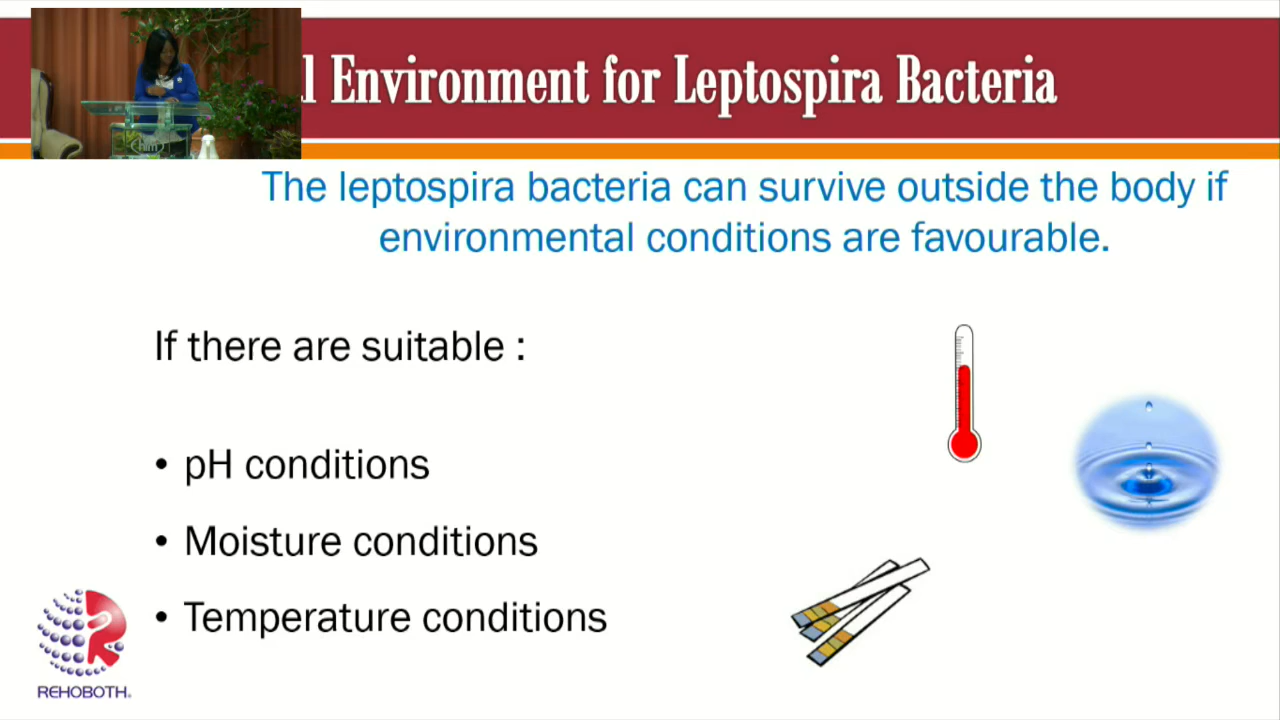 l Environment for Leptospira Bacteria
The leptospira bacteria can survive outside the body if
environmental conditions are favourable.
If there are suitable :
• pH conditions
• Moisture conditions
• Temperature conditions
REHOBOTH
hlm